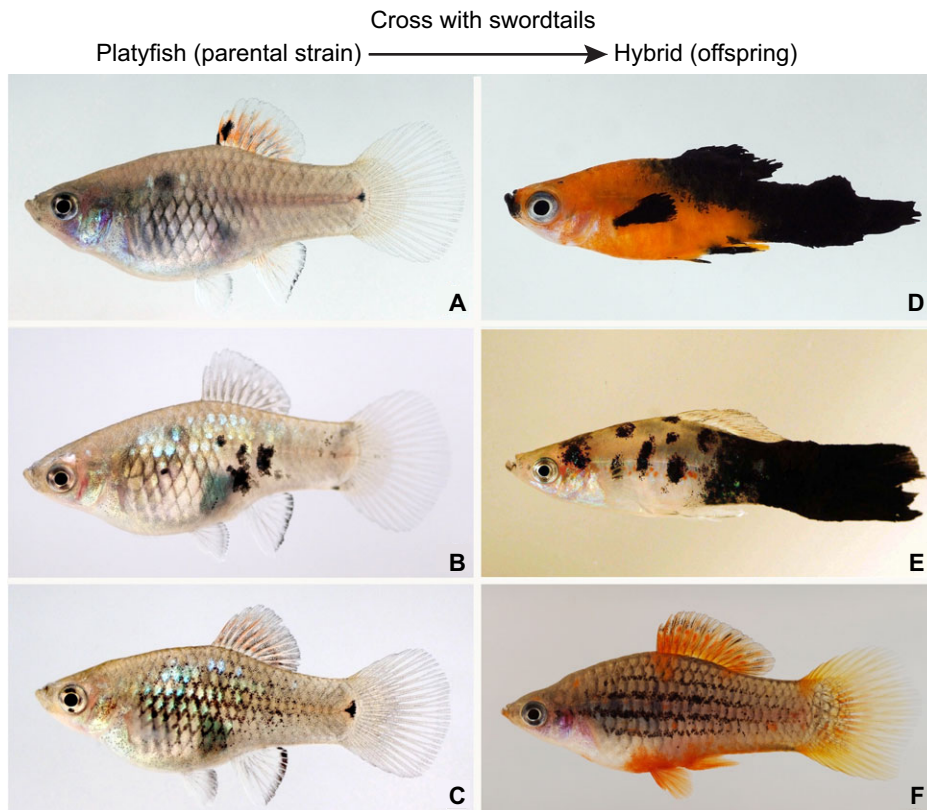 Cross with swordtails
Platyfish (parental strain) Hybrid (offspring)
A
D
B
E
C
F